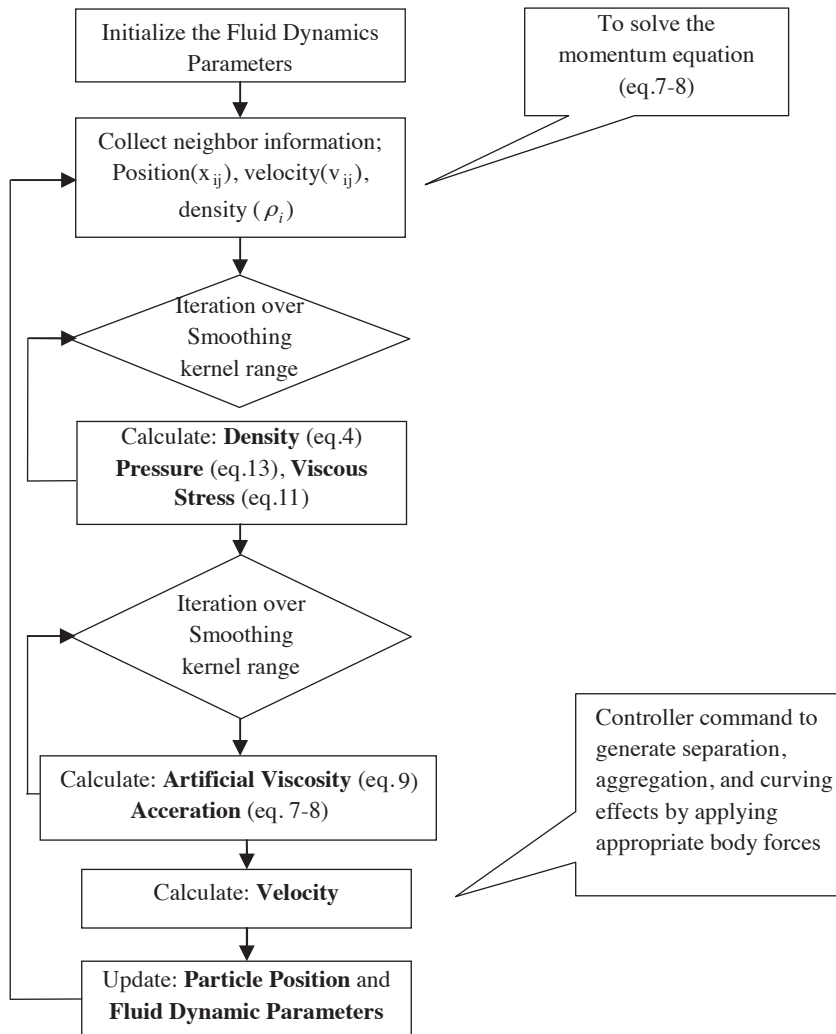 Initialize the Fluid Dynamics
Parameters
To solve the
momentum equation
(eq.7-8)
Collect neighbor information;
Position(x ij), velocity(v ij),
density (ρi)
Iteration over
Smoothing
kernel range
Calculate: Density (eq.4)
Pressure (eq.13), Viscous
Stress (eq.11)
Iteration over
Smoothing
kernel range
Controller command to
generate separation,
aggregation, and curving
effects by applying
appropriate body forces
Calculate: Artificial Viscosity (eq. 9)
Acceration (eq. 7-8)
Calculate: Velocity
Update: Particle Position and
Fluid Dynamic Parameters